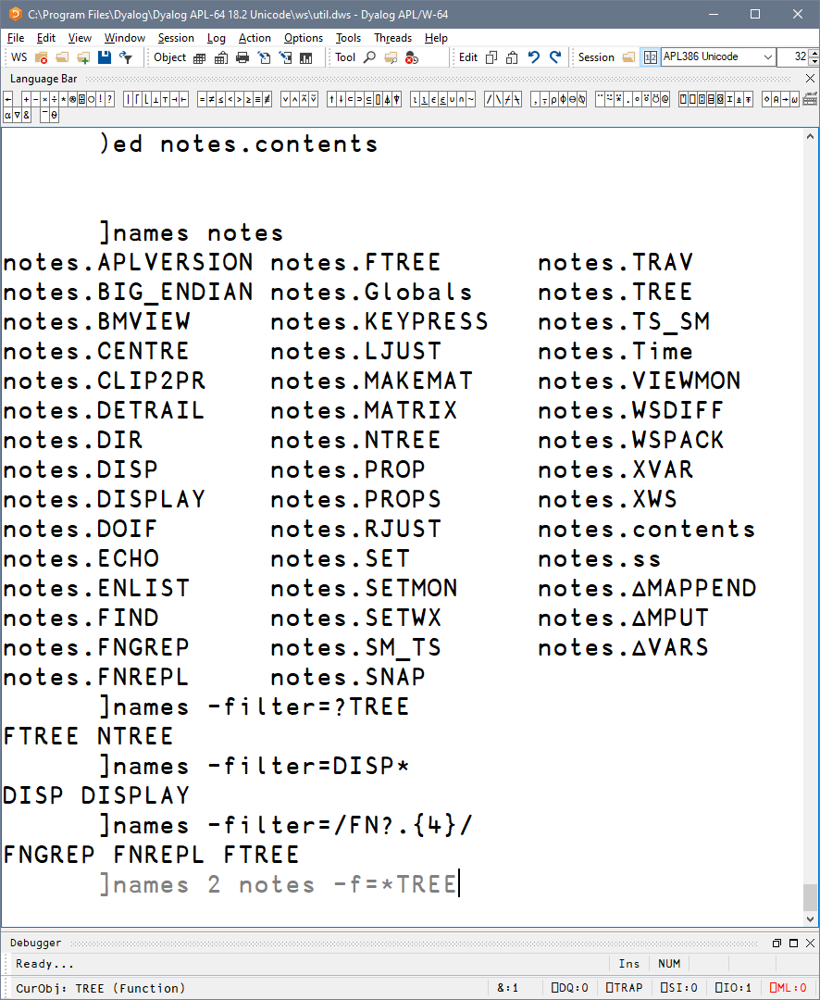 C:\Program Files\Dyalog\Dyalog APL-64 18.2 Unicode\ws\util.dws - Dyalog APL/W-64
File Edit View Window Session Log Action Options Tools Threads Help
WS Object Tool Edit Session APL386 Unicode 32
Language Bar
← + - × ÷ * ⍟ ⌹ ○ ! ? | ⌈ ⌊ ⊥ ⊤ ⊣ ⊢ = ≠ ≤ < > ≥ ≡ ≢ ∨ ∧ ⍲ ⍱ ↑ ↓ ⊂ ⊃ ⊆ ⌷ ⍋ ⍒ ⍳ ⍸ ∊ ⍷ ∪ ∩ ~ / \ ⌿ ⍀ , ⍪ ⍴ ⌽ ⊖ ⍉ ¨ ⍨ ⍣ . ∘ ⍤ ⍥ @ ⍞ ⎕ ⍠ ⌸ ⌺ ⌶ ⍎ ⍕ ⋄ ⍝ → ⍵
⍺ ∇ & ¯ ⍬
)ed notes.contents
]names notes
notes.APLVERSION notes.FTREE notes.TRAV
notes.BIG_ENDIAN notes.Globals notes.TREE
notes.BMVIEW notes.KEYPRESS notes.TS_SM
notes.CENTRE notes.LJUST notes.Time
notes.CLIP2PR notes.MAKEMAT notes.VIEWMON
notes.DETRAIL notes.MATRIX notes.WSDIFF
notes.DIR notes.NTREE notes.WSPACK
notes.DISP notes.PROP notes.XVAR
notes.DISPLAY notes.PROPS notes.XWS
notes.DOIF notes.RJUST notes.contents
notes.ECHO notes.SET notes.ss
notes.ENLIST notes.SETMON notes.∆MAPPEND
notes.FIND notes.SETWX notes.∆MPUT
notes.FNGREP notes.SM_TS notes.∆VARS
notes.FNREPL notes.SNAP
]names -filter=?TREE
FTREE NTREE
]names -filter=DISP*
DISP DISPLAY
]names -filter=/FN?.{4}/
FNGREP FNREPL FTREE
]names 2 notes -f=*TREE
Debugger
Ready... Ins NUM
CurObj: TREE (Function) &:1 ⎕DQ:0 ⎕TRAP ⎕SI:0 ⎕IO:1 ⎕ML:0